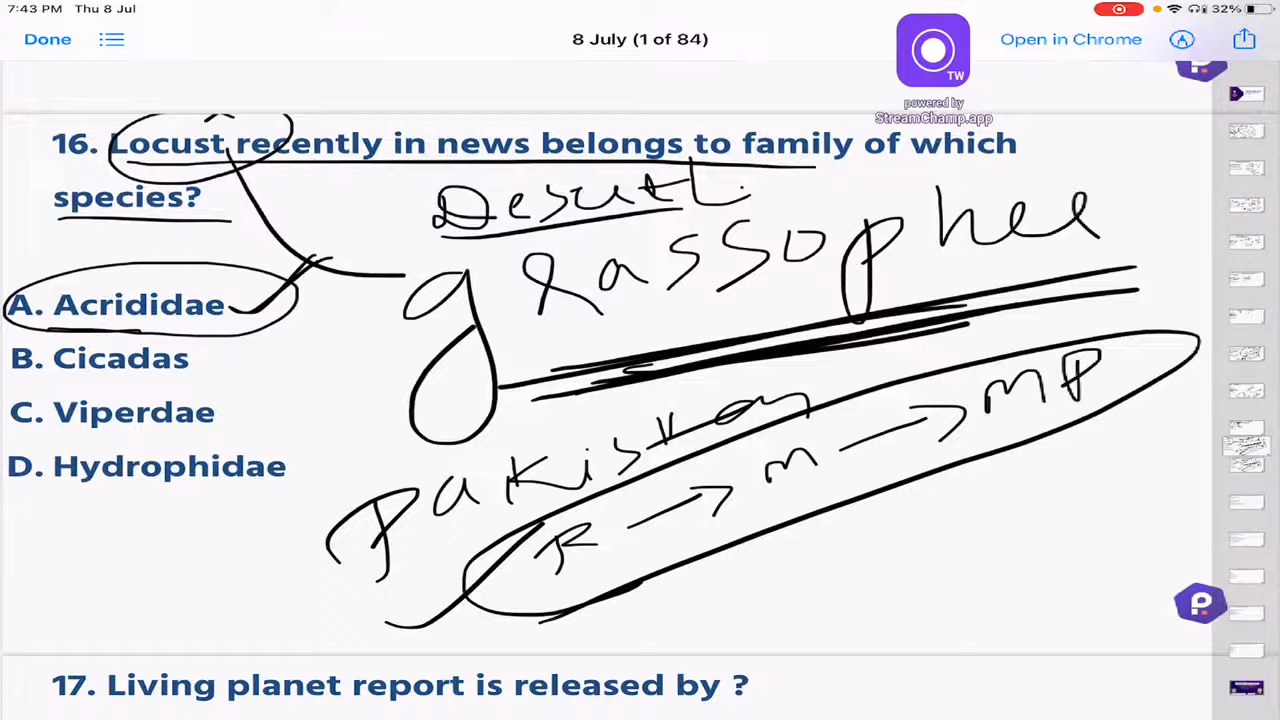 7:43 PM Thu 8 Jul
32%
Done
8 July (1 of 84)
Open in Chrome
TW
powered by
StreamChamp.app
16. Locust recently in news belongs to family of which
species?
Desert
grassopher
A. Acrididae
B. Cicadas
C. Viperdae
D. Hydrophidae
Pakistan
R → M → MP
17. Living planet report is released by ?